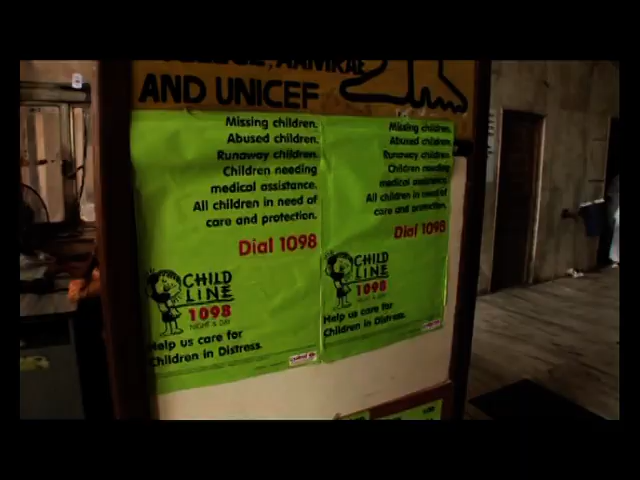 AND UNICEF
Missing children.
Abused children.
Runaway children.
Children needing
medical assistance.
All children in need of
care and protection.
Dial 1098
CHILD
LINE
1098
NIGHT & DAY
Help us care for
Children in Distress.
Missing children.
Abused children.
Runaway children.
Children needing
medical assistance.
All children in need of
care and protection.
Dial 1098
CHILD
LINE
1098
NIGHT & DAY
Help us care for
Children in Distress.